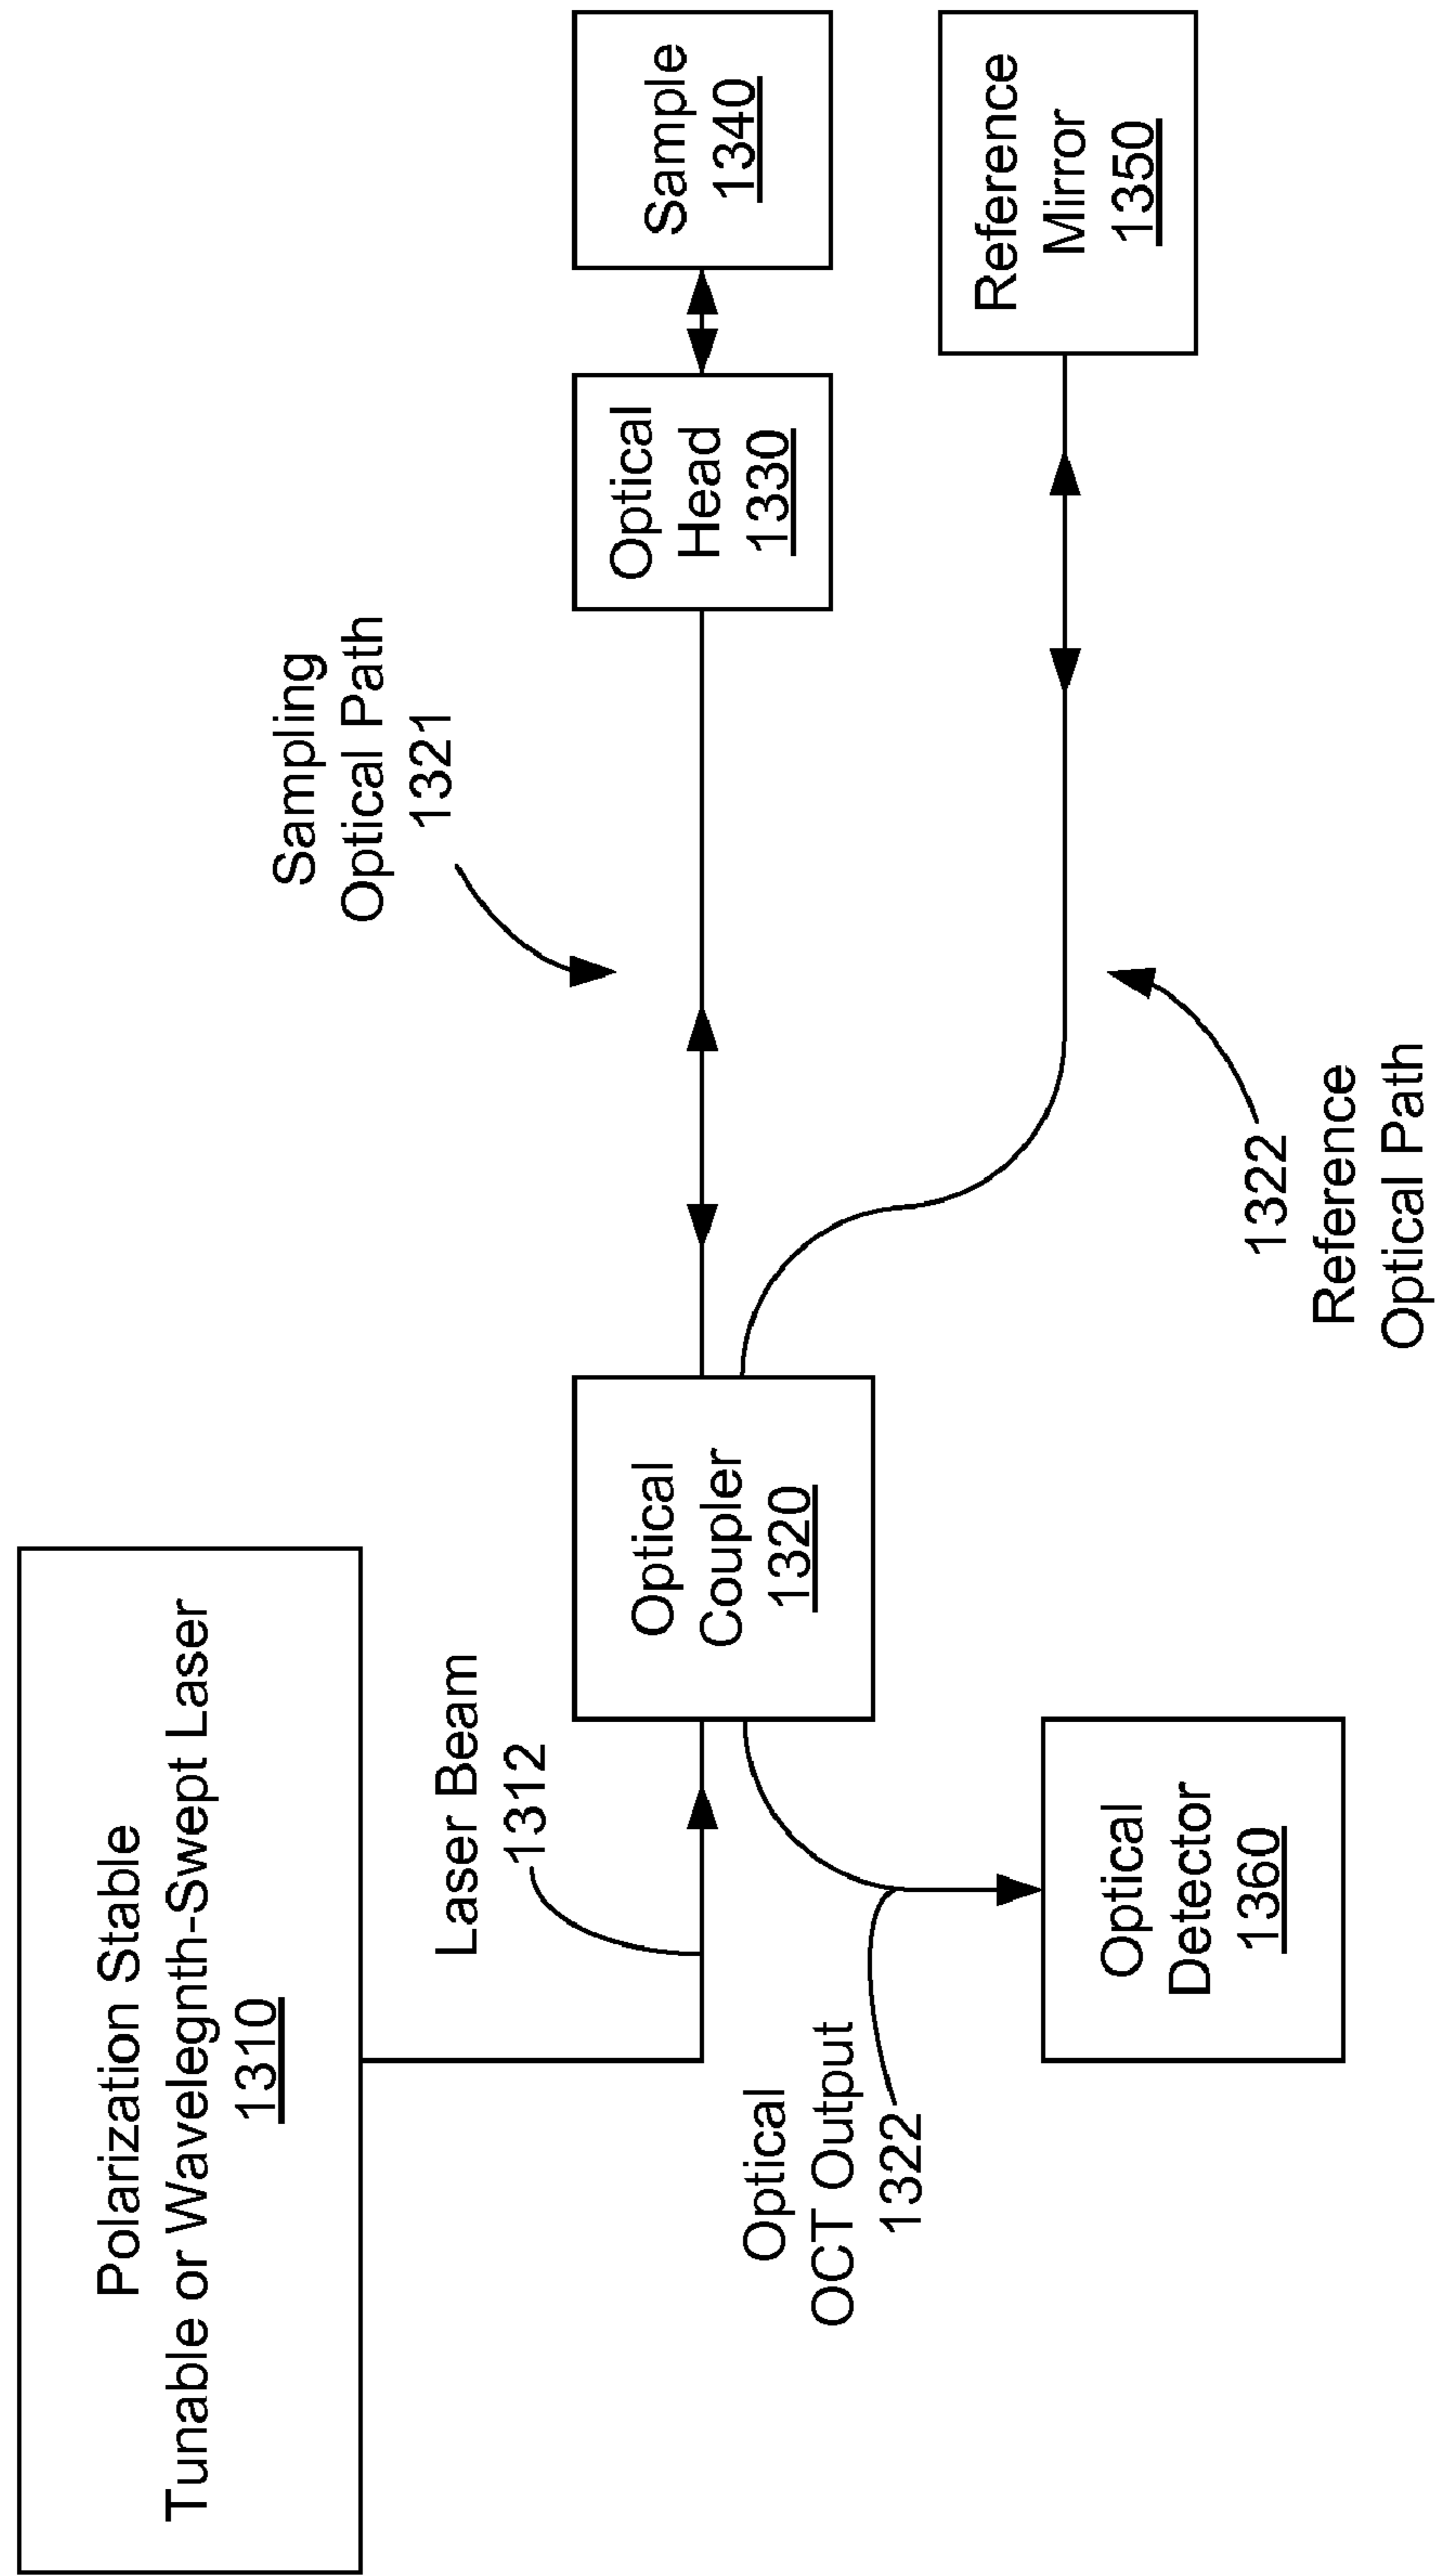 Polarization Stable
Tunable or Wavelegnth-Swept Laser
1310
Laser Beam
1312
Optical
Coupler
1320
Sampling
Optical Path
1321
Optical
Head
1330
Sample
1340
Reference
Mirror
1350
1322
Reference
Optical Path
Optical
OCT Output
1322
Optical
Detector
1360